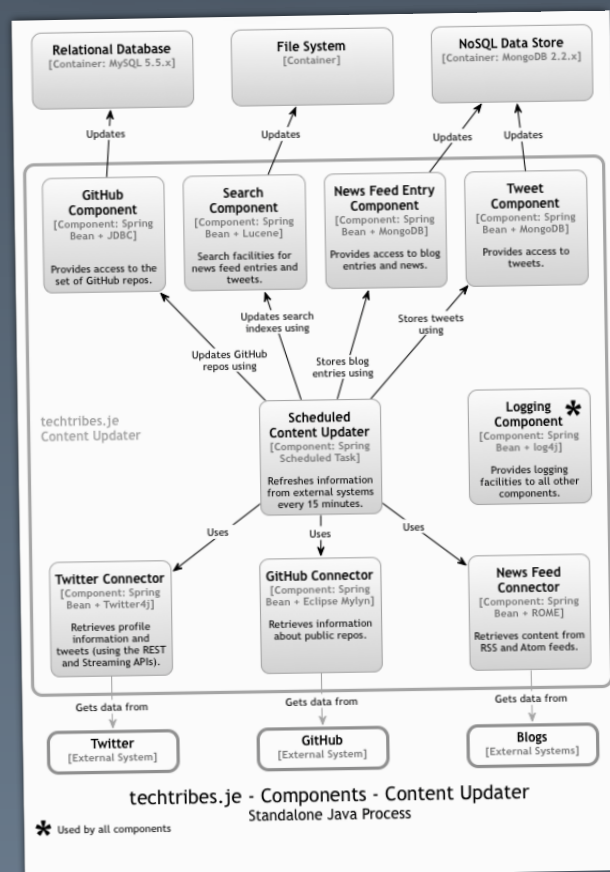 Relational Database
[Container: MySQL 5.5.x]
File System
[Container]
NoSQL Data Store
[Container: MongoDB 2.2.x]
Updates
Updates
Updates
Updates
GitHub
Component
[Component: Spring
Bean + JDBC]
Provides access to the
set of GitHub repos.
Search
Component
[Component: Spring
Bean + Lucene]
Search facilities for
news feed entries and
tweets.
News Feed Entry
Component
[Component: Spring
Bean + MongoDB]
Provides access to blog
entries and news.
Tweet
Component
[Component: Spring
Bean + MongoDB]
Provides access to
tweets.
Updates GitHub
repos using
Updates search
indexes using
Stores blog
entries using
Stores tweets
using
techtribes.je
Content Updater
Scheduled
Content Updater
[Component: Spring
Scheduled Task]
Refreshes information
from external systems
every 15 minutes.
Logging
Component *
[Component: Spring
Bean + log4j]
Provides logging
facilities to all other
components.
Uses
Uses
Uses
Twitter Connector
[Component: Spring
Bean + Twitter4j]
Retrieves profile
information and
tweets (using the REST
and Streaming APIs).
GitHub Connector
[Component: Spring
Bean + Eclipse Mylyn]
Retrieves information
about public repos.
News Feed
Connector
[Component: Spring
Bean + ROME]
Retrieves content from
RSS and Atom feeds.
Gets data from
Gets data from
Gets data from
Twitter
[External System]
GitHub
[External System]
Blogs
[External Systems]
techtribes.je - Components - Content Updater
Standalone Java Process
* Used by all components